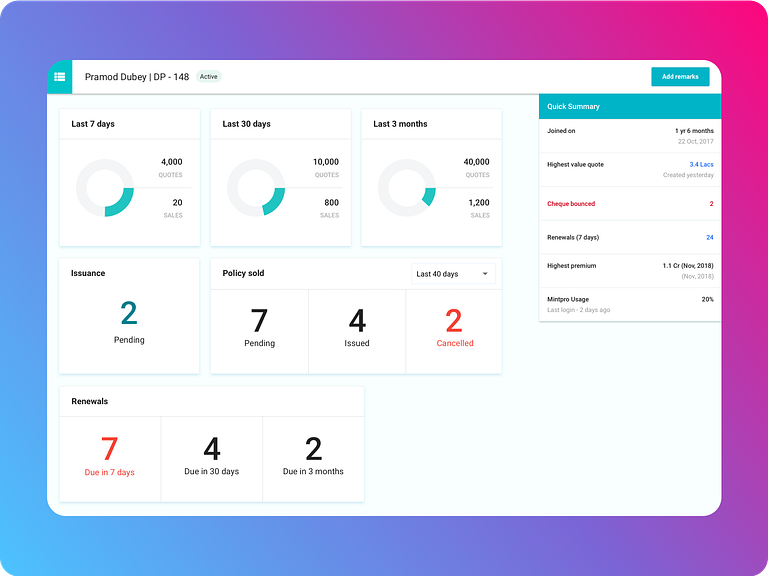 Pramod Dubey | DP - 148
Active
Add remarks
Last 7 days
4,000
QUOTES
20
SALES
Last 30 days
10,000
QUOTES
800
SALES
Last 3 months
40,000
QUOTES
1,200
SALES
Issuance
2
Pending
Policy sold
Last 40 days
7
Pending
4
Issued
2
Cancelled
Renewals
7
Due in 7 days
4
Due in 30 days
2
Due in 3 months
Quick Summary
Joined on
1 yr 6 months
22 Oct, 2017
Highest value quote
3.4 Lacs
Created yesterday
Cheque bounced
2
Renewals (7 days)
24
Highest premium
1.1 Cr (Nov, 2018)
(Nov, 2018)
Mintpro Usage
20%
Last login - 2 days ago